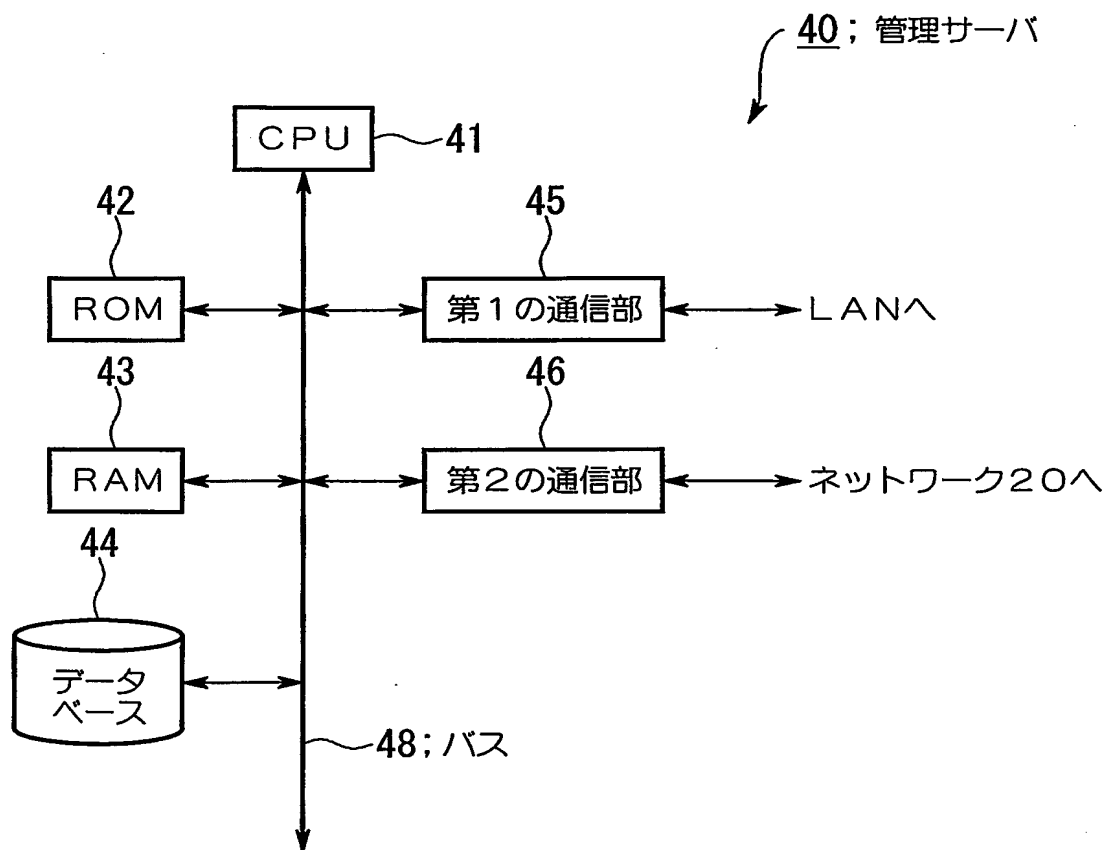 40；管理サーバ
CPU
41
42
45
ROM
第１の通信部
LANへ
43
46
RAM
第２の通信部
ネットワーク２０へ
44
データ
ベース
48；バス